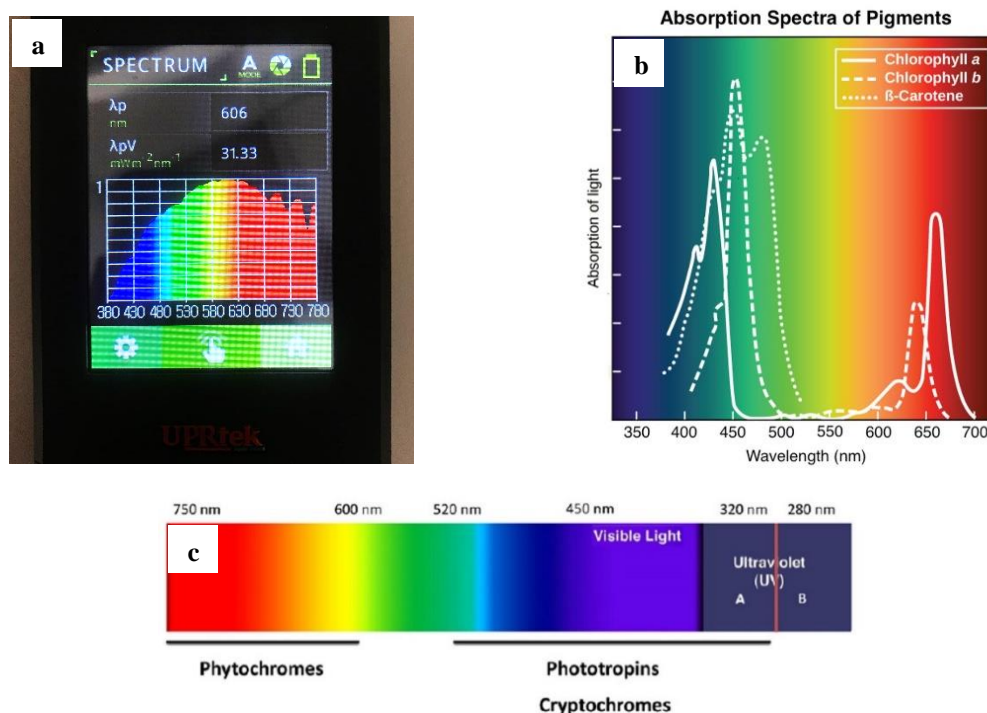 a
SPECTRUM
A
MODE
λp
nm
606
λpV
mWm⁻²nm⁻¹
31.33
1
380 430 480 530 580 630 680 730 780
UPRtek
Absorption Spectra of Pigments
b
Chlorophyll a
Chlorophyll b
ß-Carotene
Absorption of light
350 400 450 500 550 600 650 700
Wavelength (nm)
750 nm 600 nm 520 nm 450 nm 320 nm 280 nm
c
Visible Light
Ultraviolet
(UV)
A B
Phytochromes Phototropins
Cryptochromes